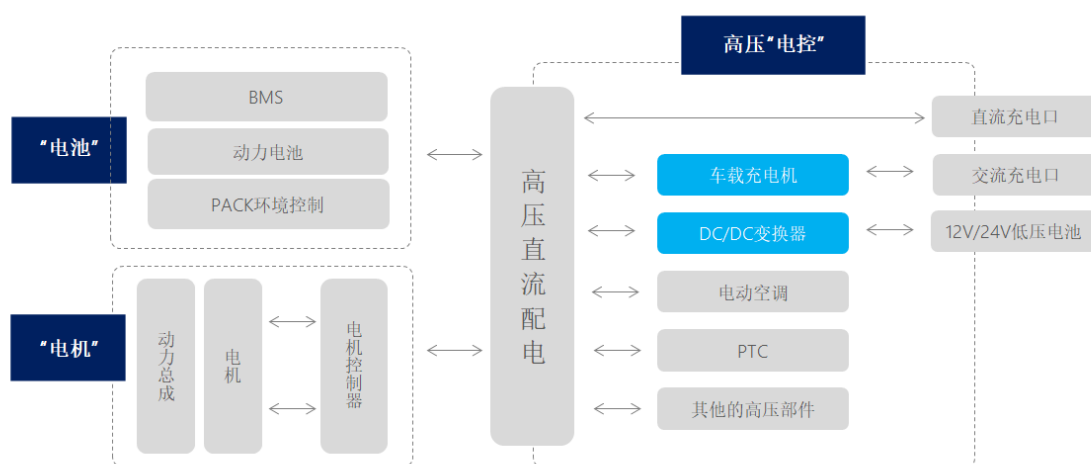 高压“电控”
“电池”
BMS
动力电池
PACK环境控制
“电机”
动力总成
电机
电机控制器
高压直流配电
直流充电口
车载充电机
交流充电口
DC/DC变换器
12V/24V低压电池
电动空调
PTC
其他的高压部件